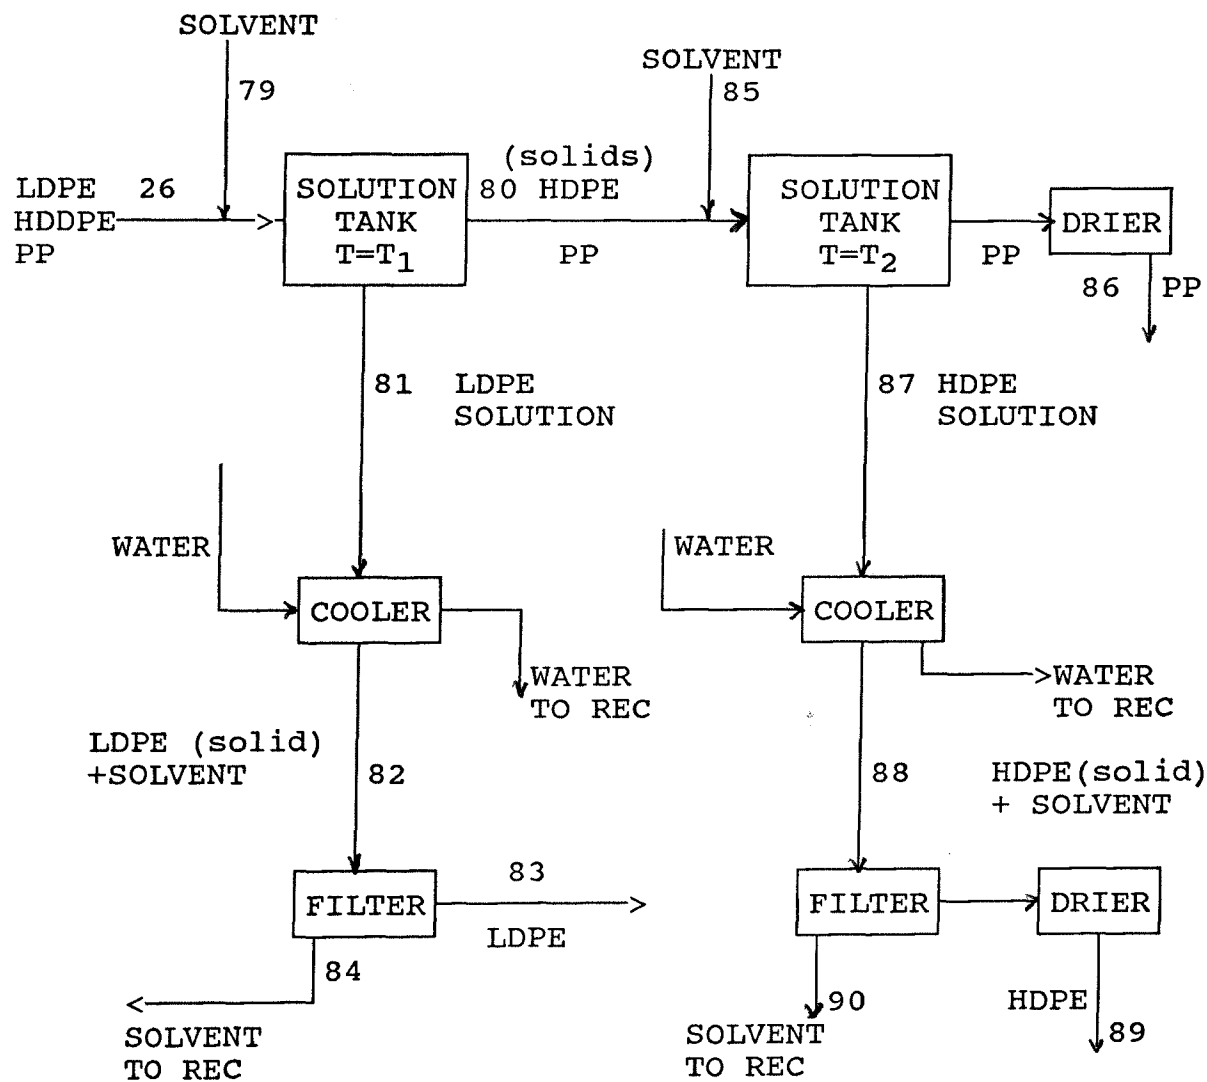 SOLVENT
79
SOLVENT
85
LDPE 26
HDDPE
PP
SOLUTION
TANK
T=T1
(solids)
80 HDPE
PP
SOLUTION
TANK
T=T2
PP
DRIER
86 PP
81 LDPE
SOLUTION
87 HDPE
SOLUTION
WATER
COOLER
WATER
TO REC
WATER
COOLER
WATER
TO REC
LDPE (solid)
+SOLVENT
82
88
HDPE(solid)
+ SOLVENT
FILTER
83
LDPE
84
SOLVENT
TO REC
FILTER
DRIER
90
SOLVENT
TO REC
HDPE
89